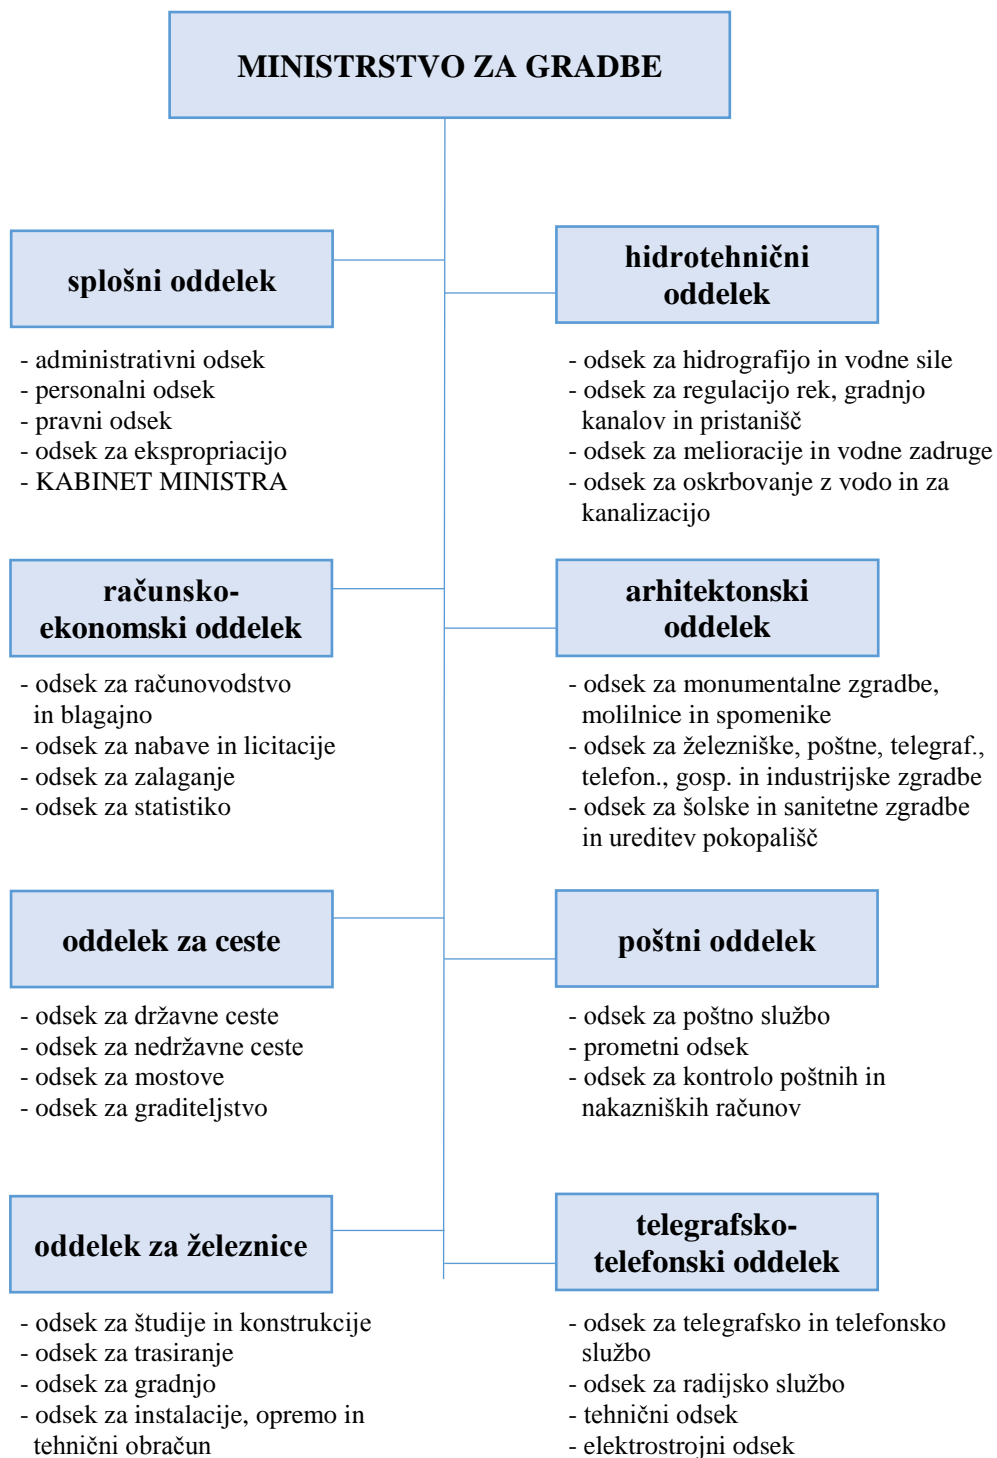 MINISTRSTVO ZA GRADBE
splošni oddelek
- administrativni odsek
- personalni odsek
- pravni odsek
- odsek za ekspropriacijo
- KABINET MINISTRA
hidrotehnični
oddelek
- odsek za hidrografijo in vodne sile
- odsek za regulacijo rek, gradnjo
kanalov in pristanišč
- odsek za melioracije in vodne zadruge
- odsek za oskrbovanje z vodo in za
kanalizacijo
računsko-
ekonomski oddelek
- odsek za računovodstvo
in blagajno
- odsek za nabave in licitacije
- odsek za zalaganje
- odsek za statistiko
arhitektonski
oddelek
- odsek za monumentalne zgradbe,
molilnice in spomenike
- odsek za železniške, poštne, telegraf.,
telefon., gosp. in industrijske zgradbe
- odsek za šolske in sanitetne zgradbe
in ureditev pokopališč
oddelek za ceste
- odsek za državne ceste
- odsek za nedržavne ceste
- odsek za mostove
- odsek za graditeljstvo
poštni oddelek
- odsek za poštno službo
- prometni odsek
- odsek za kontrolo poštnih in
nakazniških računov
oddelek za železnice
- odsek za študije in konstrukcije
- odsek za trasiranje
- odsek za gradnjo
- odsek za instalacije, opremo in
tehnični obračun
telegrafsko-
telefonski oddelek
- odsek za telegrafsko in telefonsko
službo
- odsek za radijsko službo
- tehnični odsek
- elektrostrojni odsek